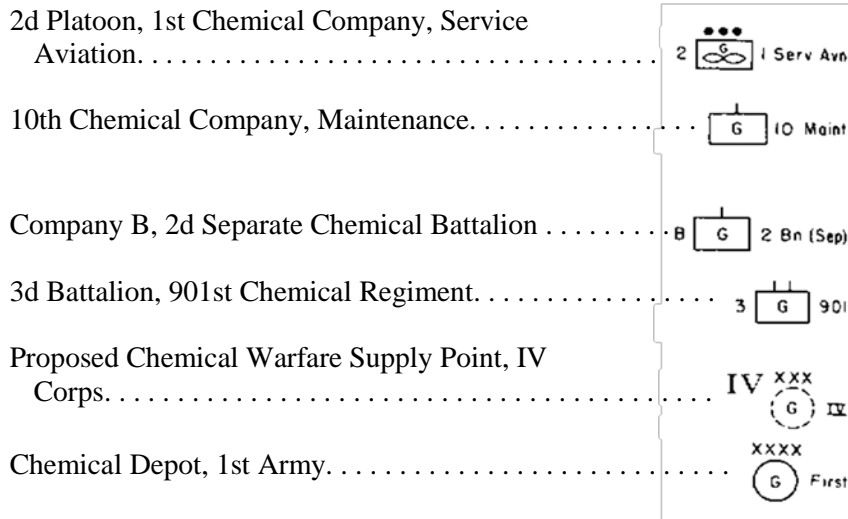 2d Platoon, 1st Chemical Company, Service
Aviation. . . . . . . . . . . . . . . . . . . . . . . . . . . . . . . . . . . . . 2 G 1 Serv Avn
10th Chemical Company, Maintenance. . . . . . . . . . . . . . . . G 10 Maint
Company B, 2d Separate Chemical Battalion . . . . . . . . . B G 2 Bn (Sep)
3d Battalion, 901st Chemical Regiment. . . . . . . . . . . . . . . . . 3 G 901
Proposed Chemical Warfare Supply Point, IV
XXX
Corps. . . . . . . . . . . . . . . . . . . . . . . . . . . . . . . . . . . . . . . . . . IV G IV
XXXX
Chemical Depot, 1st Army. . . . . . . . . . . . . . . . . . . . . . . . . . . . G First